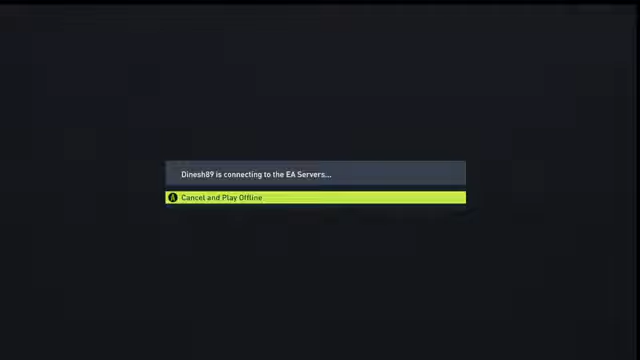 Dinesh89 is connecting to the EA Servers...
A Cancel and Play Offline